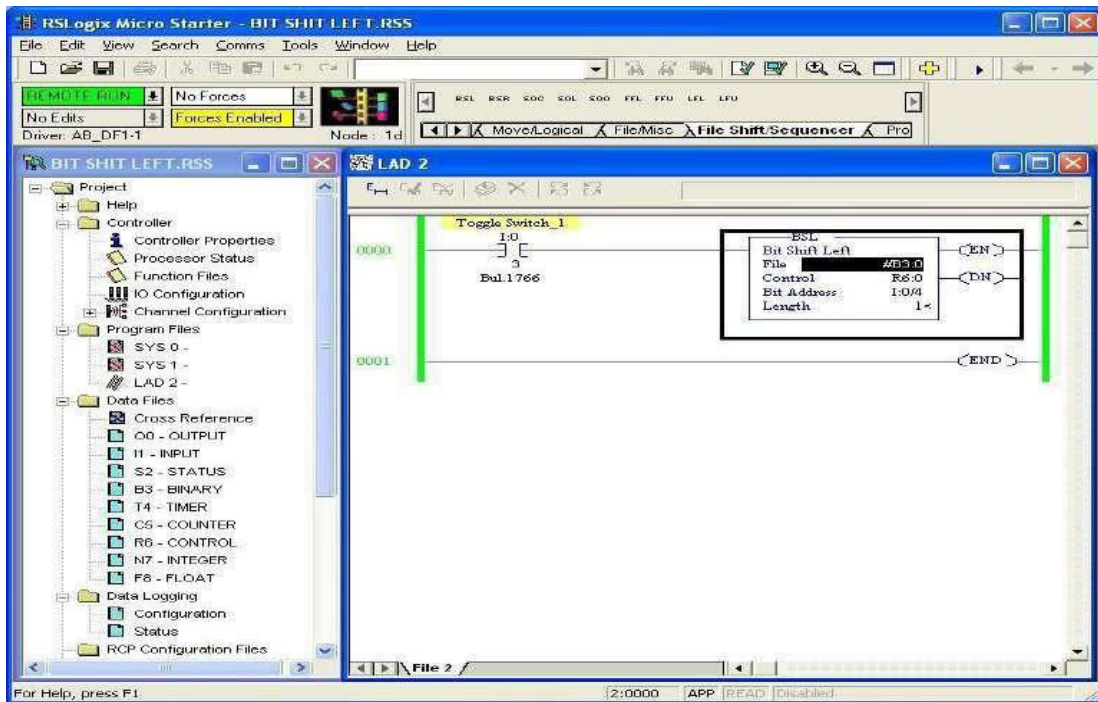 RSLogix Micro Starter - BIT SHIT LEFT.RSS
File Edit View Search Comms Tools Window Help
REMOTE RUN No Forces
No Edits Forces Enabled
Driver: AB_DF1-1 Node : 1d
BSL BSR SQC SQL SQO FFL FFU LFL LFU
Move/Logical File/Misc File Shift/Sequencer Pro
BIT SHIT LEFT.RSS
Project
Help
Controller
Controller Properties
Processor Status
Function Files
IO Configuration
Channel Configuration
Program Files
SYS 0 -
SYS 1 -
LAD 2 -
Data Files
Cross Reference
O0 - OUTPUT
I1 - INPUT
S2 - STATUS
B3 - BINARY
T4 - TIMER
C5 - COUNTER
R6 - CONTROL
N7 - INTEGER
F8 - FLOAT
Data Logging
Configuration
Status
RCP Configuration Files
LAD 2
Toggle Switch_1
0000
I:0
3
Bul.1766
BSL
Bit Shift Left
File #B3:0
Control R6:0
Bit Address I:0/4
Length 1<
EN
DN
0001
END
File 2
For Help, press F1
2:0000 APP READ Disabled